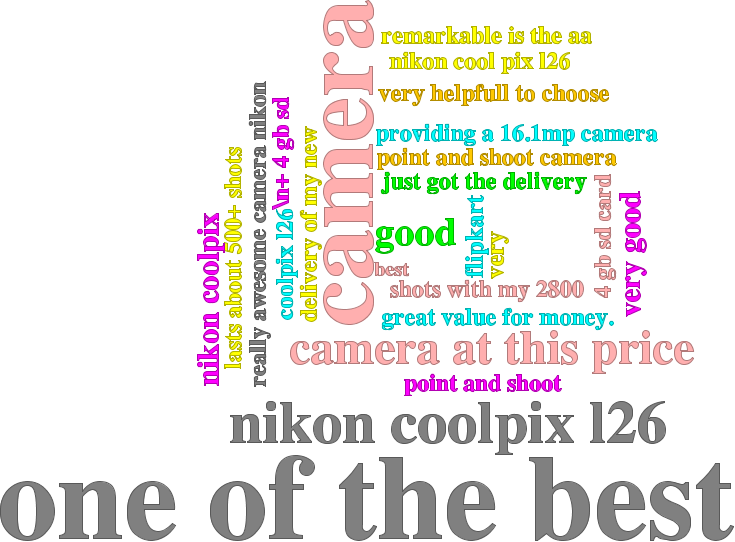 camera
remarkable is the aa
nikon cool pix l26
very helpfull to choose
providing a 16.1mp camera
point and shoot camera
just got the delivery
nikon coolpix
lasts about 500+ shots
really awesome camera nikon
coolpix l26
\n+ 4 gb sd
delivery of my new
good
flipkart
very
4 gb sd card
very good
best
shots with my 2800
great value for money.
camera at this price
point and shoot
nikon coolpix l26
one of the best